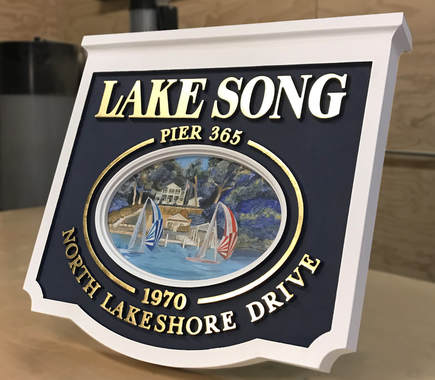 LAKE SONG
PIER 365
1970
NORTH LAKESHORE DRIVE